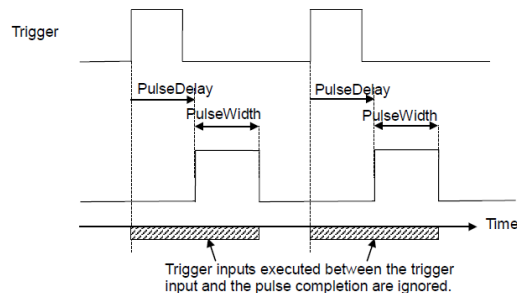 Trigger
PulseDelay
PulseDelay
PulseWidth
PulseWidth
Time
Trigger inputs executed between the trigger
input and the pulse completion are ignored.